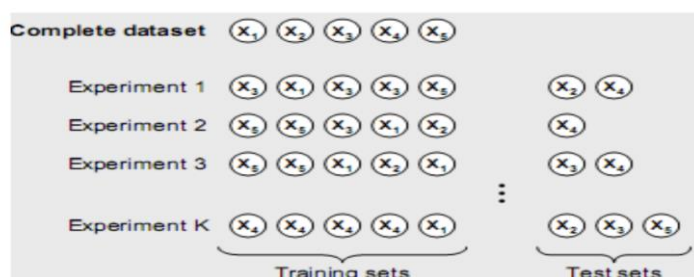 Complete dataset X₁ X₂ X₃ X₄ X₅
Experiment 1 X₃ X₁ X₃ X₃ X₅ X₂ X₄
Experiment 2 X₅ X₅ X₃ X₁ X₂ X₄
Experiment 3 X₅ X₅ X₁ X₂ X₁ X₃ X₄
Experiment K X₄ X₄ X₄ X₄ X₁ X₂ X₃ X₅
Training sets Test sets